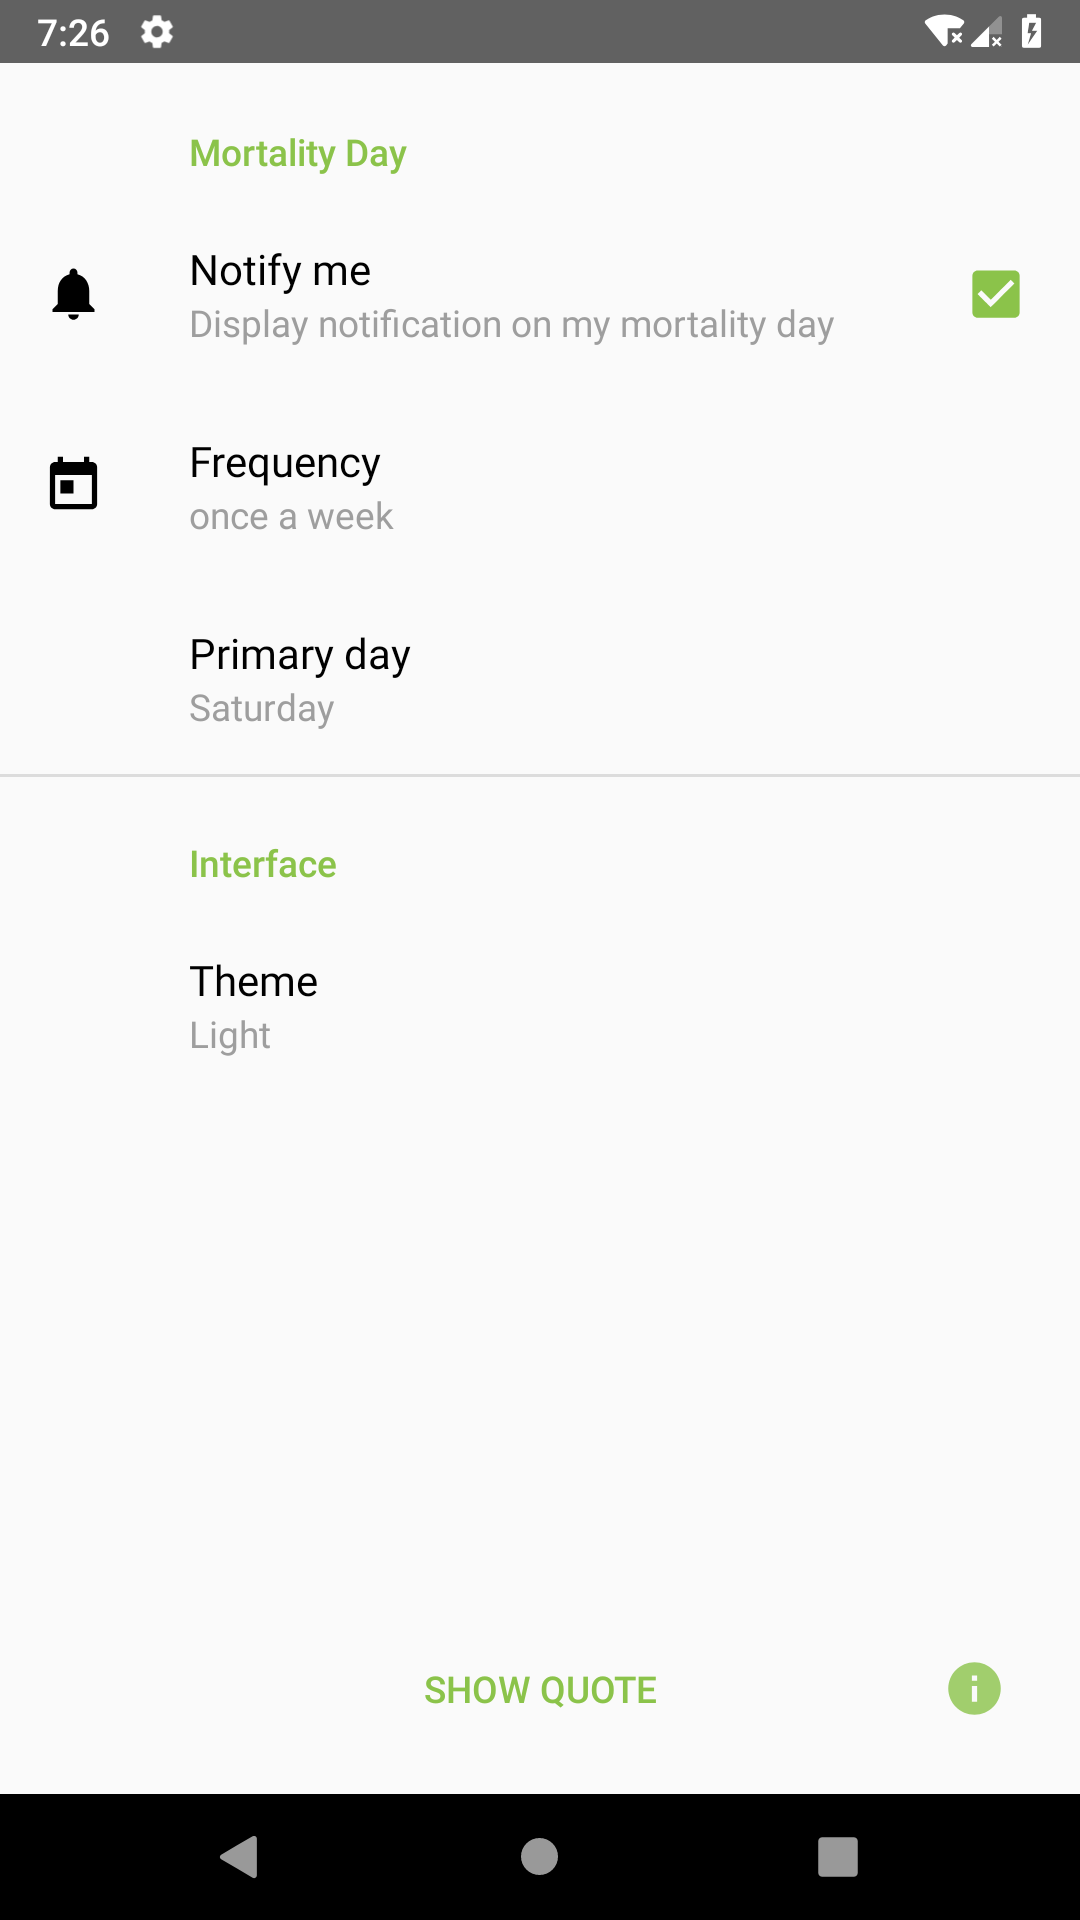 7:26
Mortality Day
Notify me
Display notification on my mortality day
Frequency
once a week
Primary day
Saturday
Interface
Theme
Light
SHOW QUOTE